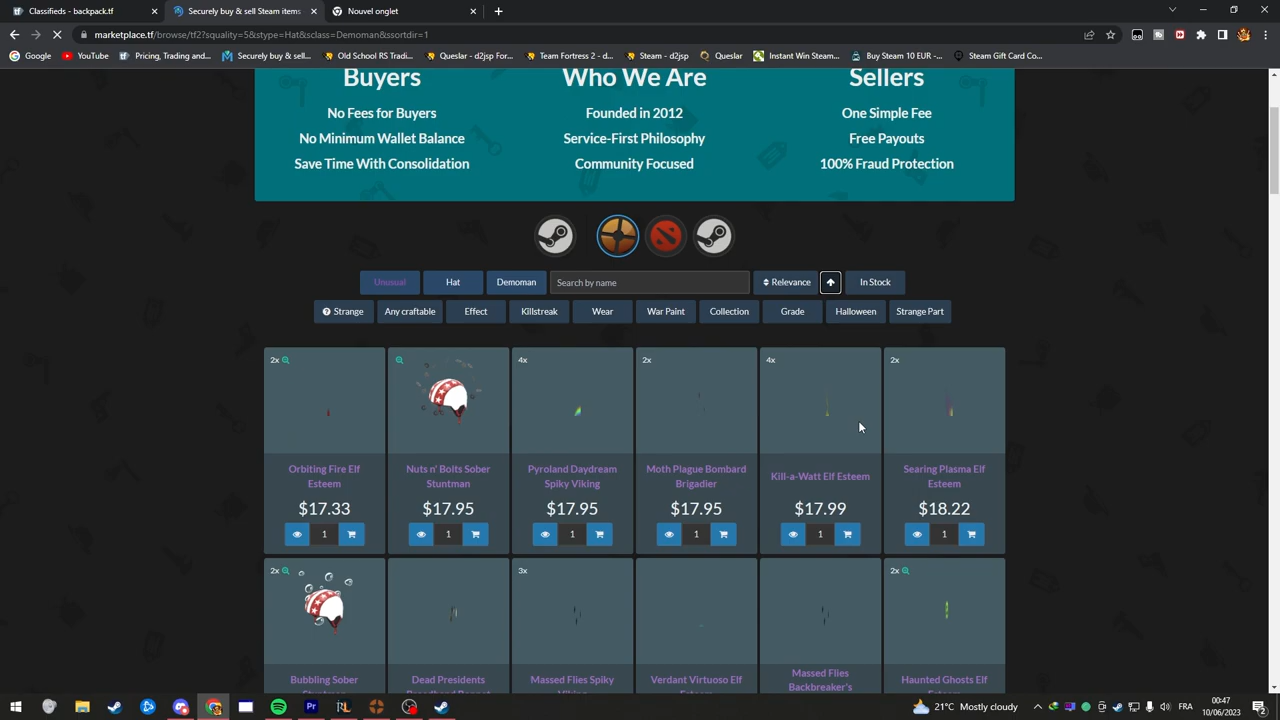 Classifieds - backpack.tf
Securely buy & sell items
Nouvel onglet
marketplace.tf/browse/tf2?quality=5&stype=Hat&sclass=Demoman&ssortdir=1
Google
YouTube
Pricing, Trading and...
Securely buy & sell...
Old School RS Tradi...
Queslar - d2jsp For...
Team Fortress 2 - d...
Steam - d2jsp
Queslar
Instant Win Steam...
Buy Steam 10 EUR -...
Steam Gift Card Co...
Buyers
Who We Are
Sellers
No Fees for Buyers
Founded in 2012
One Simple Fee
No Minimum Wallet Balance
Service-First Philosophy
Free Payouts
Save Time With Consolidation
Community Focused
100% Fraud Protection
Unusual
Hat
Demoman
Search by name
Relevance
In Stock
Strange
Any craftable
Effect
Killstreak
Wear
War Paint
Collection
Grade
Halloween
Strange Part
2x
4x
2x
4x
2x
Orbiting Fire Elf
Esteem
$17.33
1
Nuts n' Bolts Sober
Stuntman
$17.95
1
Pyroland Daydream
Spiky Viking
$17.95
1
Moth Plague Bombard
Brigadier
$17.95
1
Kill-a-Watt Elf Esteem
$17.99
1
Searing Plasma Elf
Esteem
$18.22
1
2x
3x
2x
Bubbling Sober
Stuntman
Dead Presidents
Massed Flies Spiky
Viking
Verdant Virtuoso Elf
Esteem
Massed Flies
Backbreaker's
Haunted Ghosts Elf
Esteem
21°C Mostly cloudy
FRA
00:47
10/06/2023